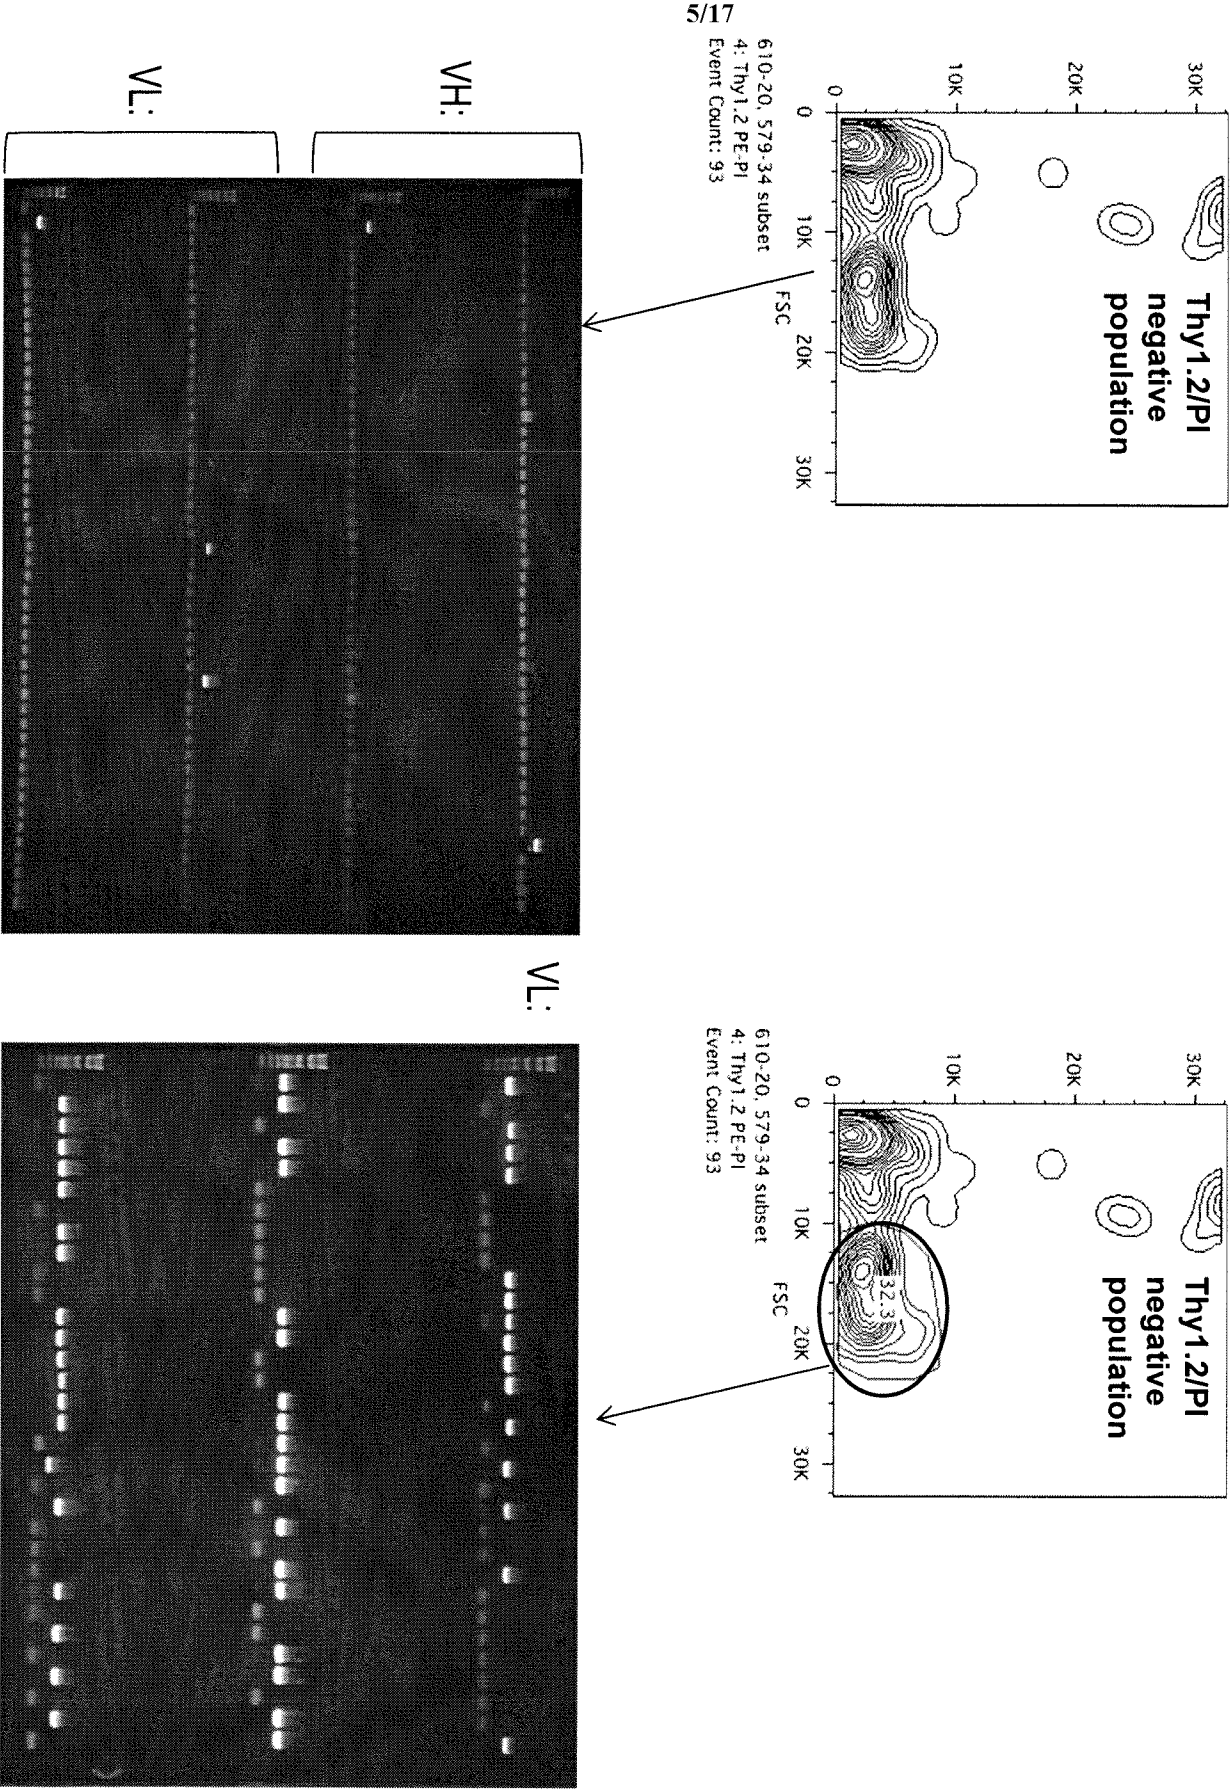 5/17
30K
20K
10K
0
0
10K
20K
30K
FSC
Thy1.2/PI
negative
population
610-20, 579-34 subset
4: Thy1.2 PE-PI
Event Count: 93
VH:
VL:
30K
20K
10K
0
0
10K
20K
30K
FSC
Thy1.2/PI
negative
population
32.3
610-20, 579-34 subset
4: Thy1.2 PE-PI
Event Count: 93
VL: